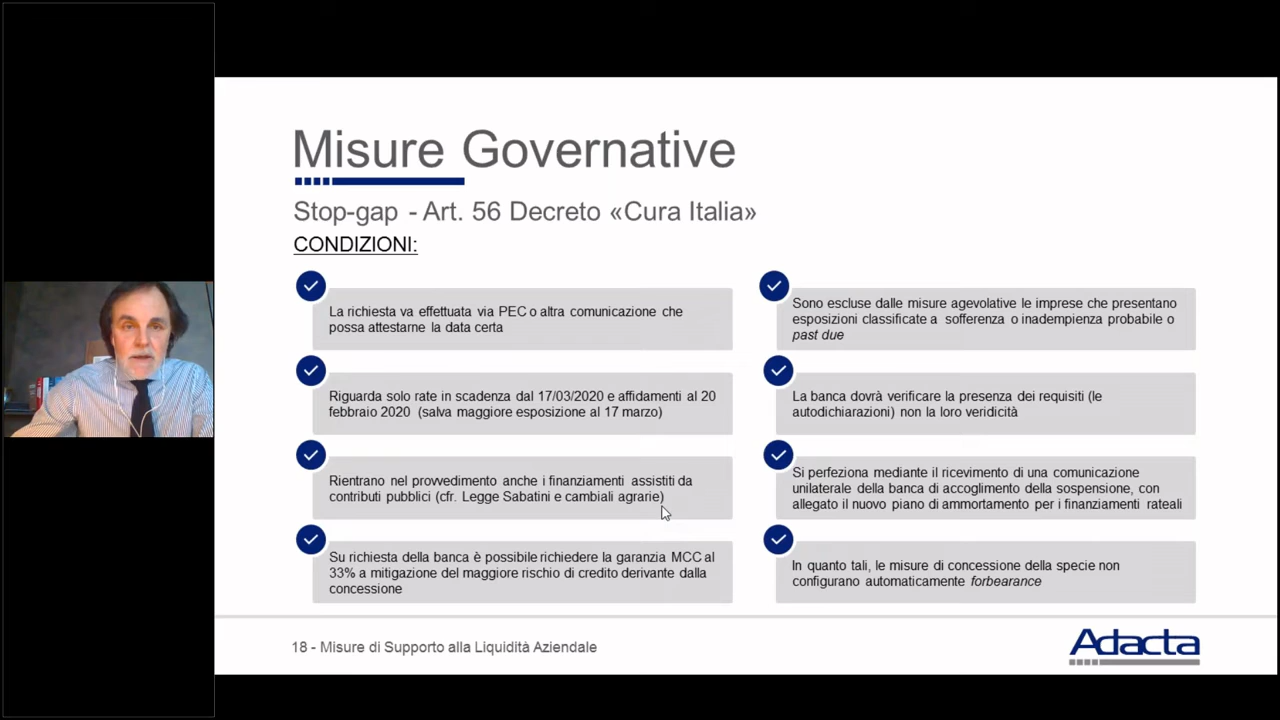 Misure Governative
Stop-gap - Art. 56 Decreto «Cura Italia»
CONDIZIONI:
La richiesta va effettuata via PEC o altra comunicazione che
possa attestarne la data certa
Riguarda solo rate in scadenza dal 17/03/2020 e affidamenti al 20
febbraio 2020 (salva maggiore esposizione al 17 marzo)
Rientrano nel provvedimento anche i finanziamenti assistiti da
contributi pubblici (cfr. Legge Sabatini e cambiali agrarie)
Su richiesta della banca è possibile richiedere la garanzia MCC al
33% a mitigazione del maggiore rischio di credito derivante dalla
concessione
Sono escluse dalle misure agevolative le imprese che presentano
esposizioni classificate a sofferenza o inadempienza probabile o
past due
La banca dovrà verificare la presenza dei requisiti (le
autodichiarazioni) non la loro veridicità
Si perfeziona mediante il ricevimento di una comunicazione
unilaterale della banca di accoglimento della sospensione, con
allegato il nuovo piano di ammortamento per i finanziamenti rateali
In quanto tali, le misure di concessione della specie non
configurano automaticamente forbearance
18 - Misure di Supporto alla Liquidità Aziendale
Adacta